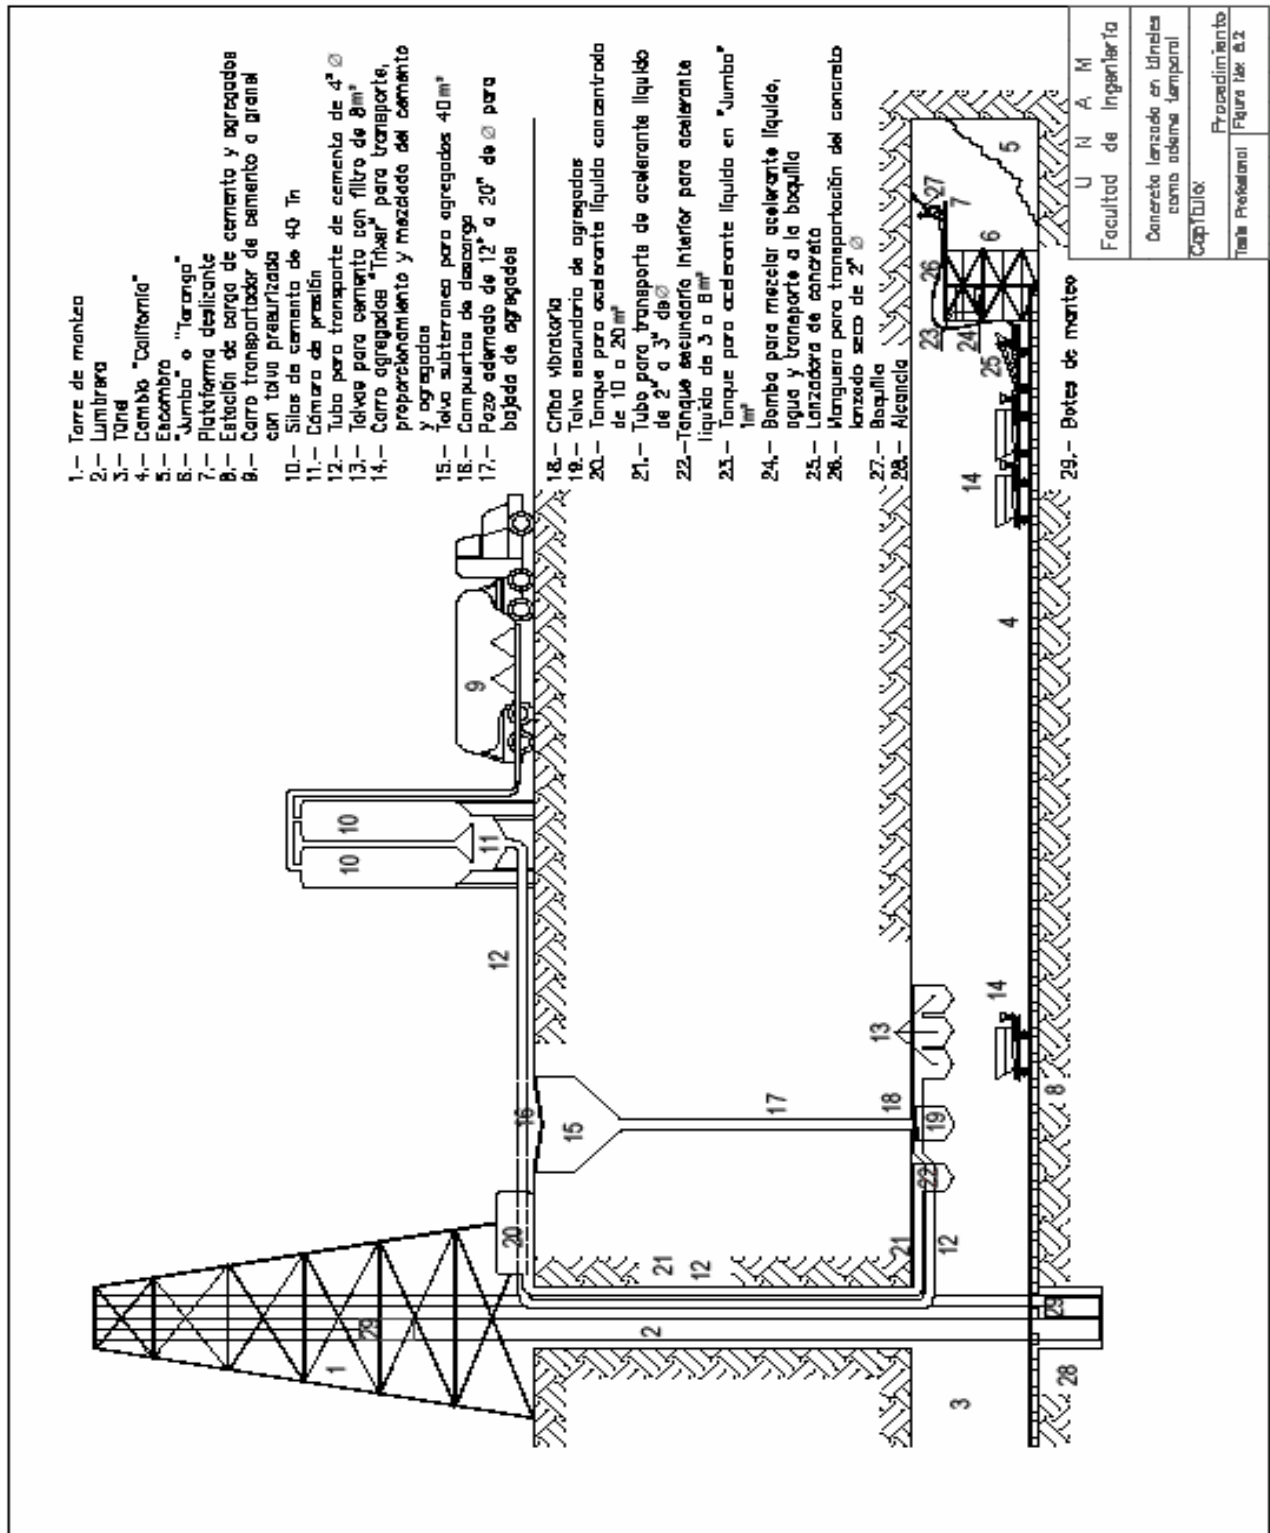 1.- Torre de manteo
2.- Lumbrera
3.- Túnel
4.- Cambio "California"
5.- Escombro
6.- "Jumbo" o "Taranga"
7.- Plataforma deslizante
8.- Estación de carga de cemento y agregados
9.- Carro transportador de cemento a granel
con tolva presurizada
10.- Silos de cemento de 40 Tn
11.- Cámara de presión
12.- Tubo para transporte de cemento de 4" Ø
13.- Tolvas para cemento con filtro de 8m³
14.- Carro agregados "Trixer" para transporte,
proporcionamiento y mezclado del cemento
y agregados
15.- Tolva subterranea para agregados 40m³
16.- Compuertas de descarga
17.- Pozo ademado de 12" a 20" de Ø para
bajada de agregados
18.- Criba vibratoria
19.- Tolva secundaria de agregados
20.- Tanque para acelerante líquido concentrado
de 10 a 20m³
21.- Tubo para transporte de acelerante líquido
de 2" a 3" de Ø
22.-Tanque secundario interior para acelerante
líquido de 3 a 8m³
23.- Tanque para acelerante líquido en "Jumbo"
1m³
24.- Bomba para mezclar acelerante líquido,
agua y transporte a la boquilla
25.- Lanzadora de concreto
26.- Manguera para transportación del concreto
lanzado seco de 2" Ø
27.- Boquilla
28.- Alcancía
29.- Botes de manteo
1
29
2
3
28
29
20
21
12
21
12
22
16
15
17
18
19
8
12
10
10
11
13
14
9
4
14
25
24
23
26
27
7
6
5
U N A M
Facultad de Ingeniería
Concreto lanzado en túneles
como ademe temporal
Capítulo:
Procedimiento
Tesis Profesional
Figura No. 6.2